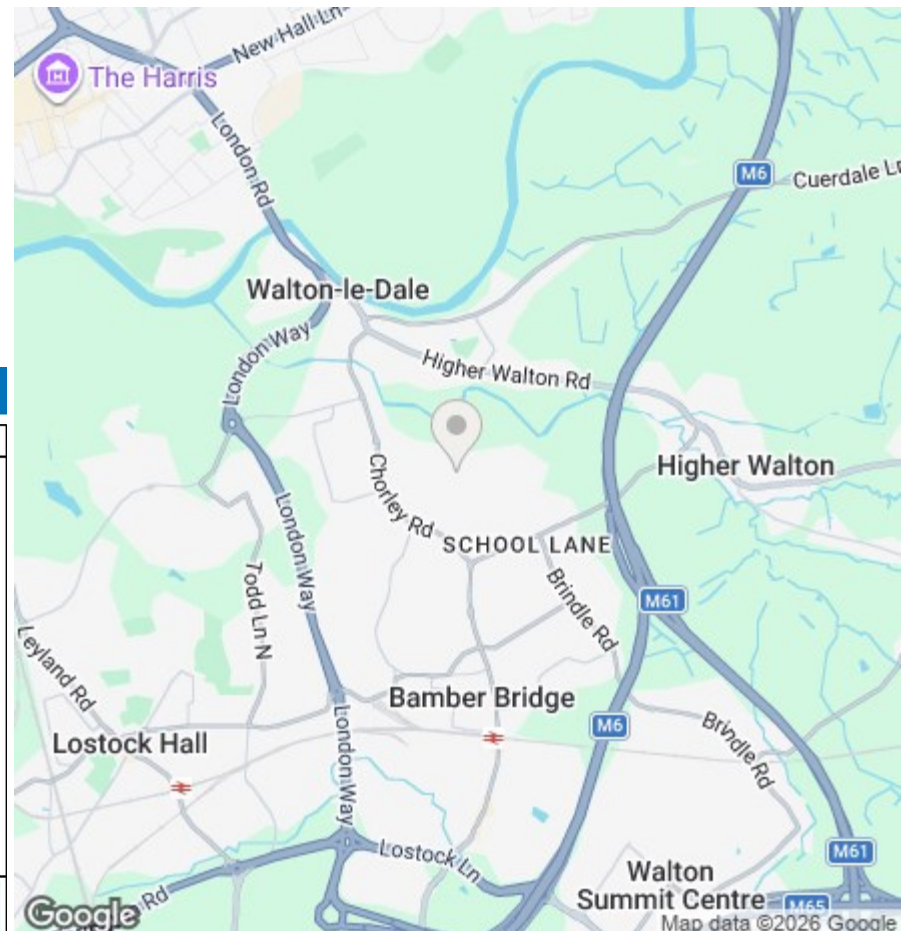 New Hall Ln
The Harris
London Rd
M6
Cuerdale Ln
Walton-le-Dale
London Way
Higher Walton Rd
Higher Walton
Chorley Rd
SCHOOL LANE
London Way
Todd Ln N
Brindle Rd
M61
Leyland Rd
Bamber Bridge
M6
Brindle Rd
Lostock Hall
London Way
Lostock Ln
M61
Walton
Summit Centre
M65
Rd
Google
Map data ©2026 Google